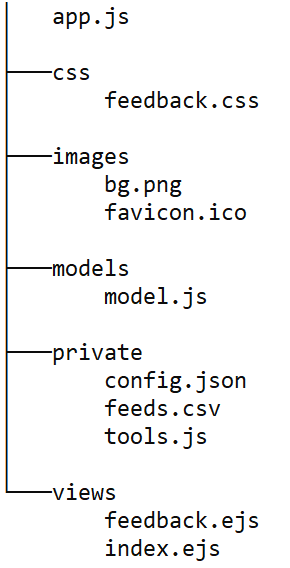 app.js
css
feedback.css
images
bg.png
favicon.ico
models
model.js
private
config.json
feeds.csv
tools.js
views
feedback.ejs
index.ejs